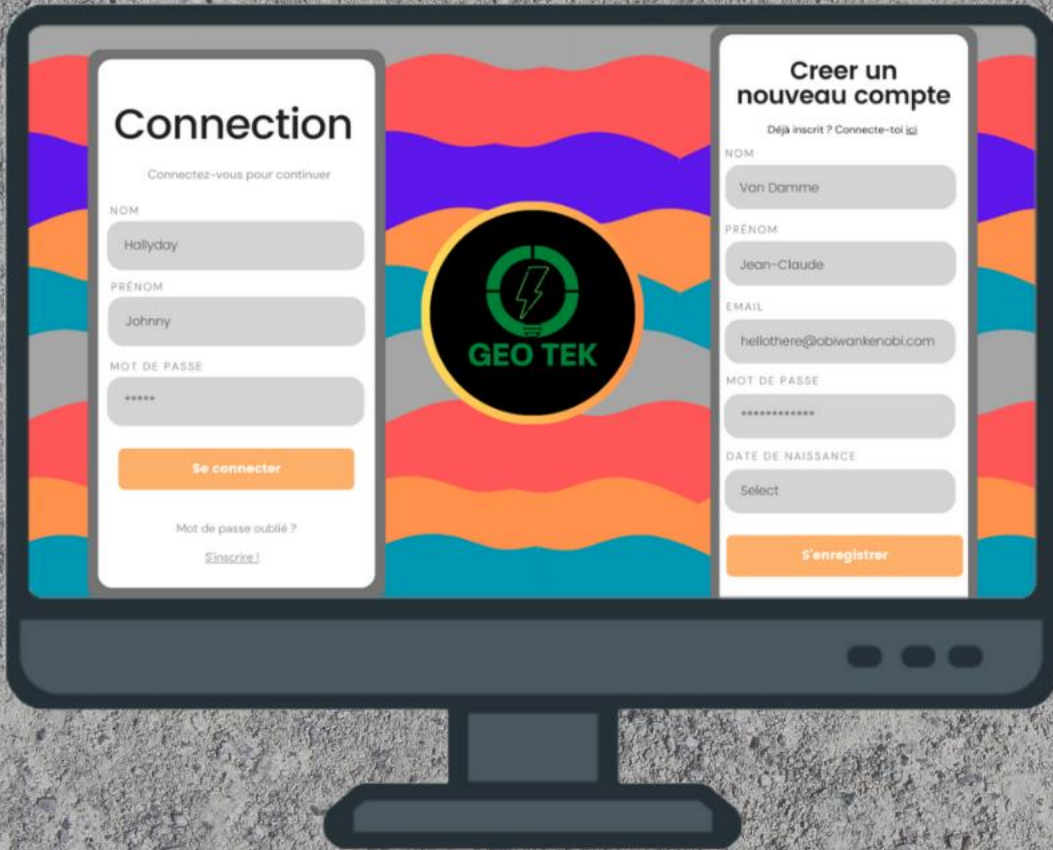 Connection
Connectez-vous pour continuer
NOM
Hallyday
PRÉNOM
Johnny
MOT DE PASSE
*****
Se connecter
Mot de passe oublié ?
S'inscrire !
GEO TEK
Creer un
nouveau compte
Déjà inscrit ? Connecte-toi ici
NOM
Van Damme
PRÉNOM
Jean-Claude
EMAIL
hellothere@obiwankenobi.com
MOT DE PASSE
************
DATE DE NAISSANCE
Select
S'enregistrer